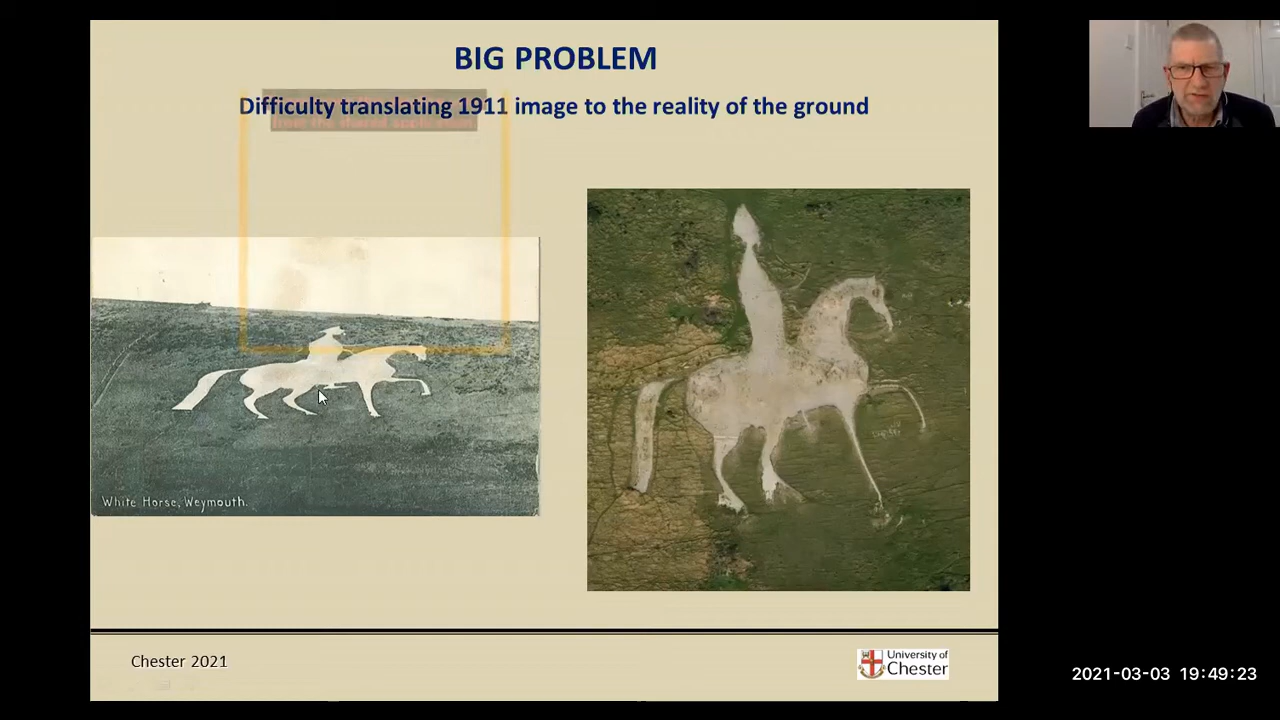 BIG PROBLEM
Difficulty translating 1911 image to the reality of the ground
White Horse, Weymouth.
Chester 2021
University of
Chester
2021-03-03 19:49:23